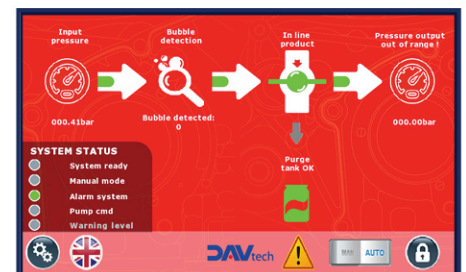 Input
pressure
Bubble
detection
In line
product
Pressure output
out of range !
000.41bar
Bubble detected:
0
000.00bar
SYSTEM STATUS
System ready
Manual mode
Alarm system
Pump cmd
Warning level
Purge
tank OK
DAVtech
MAN
AUTO